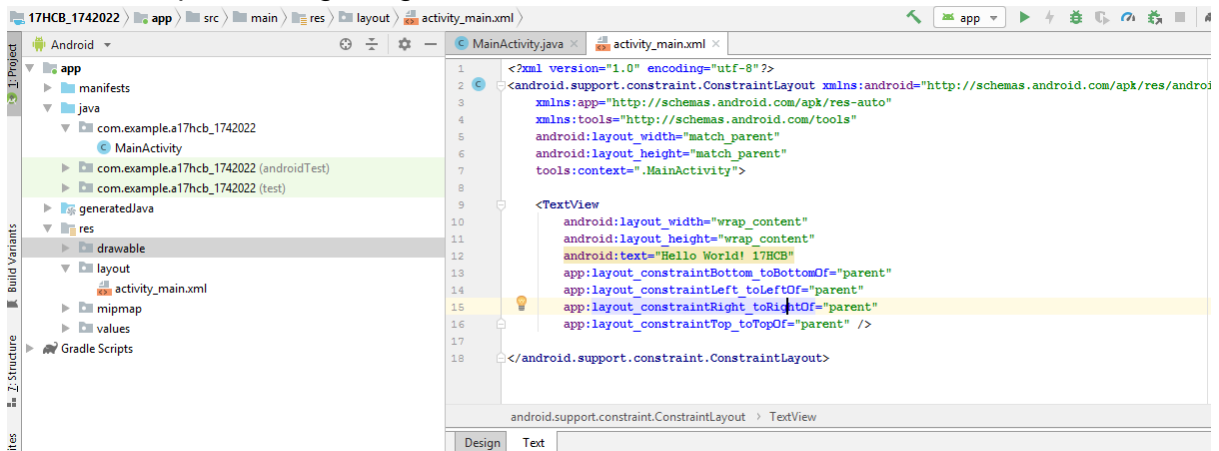 17HCB_1742022 app src main res layout activity_main.xml
app
1: Project
Android
MainActivity.java
activity_main.xml
app
manifests
java
com.example.a17hcb_1742022
MainActivity
com.example.a17hcb_1742022 (androidTest)
com.example.a17hcb_1742022 (test)
generatedJava
res
drawable
layout
activity_main.xml
mipmap
values
Gradle Scripts
Build Variants
7: Structure
1 <?xml version="1.0" encoding="utf-8"?>
2 <android.support.constraint.ConstraintLayout xmlns:android="http://schemas.android.com/apk/res/androi
3 xmlns:app="http://schemas.android.com/apk/res-auto"
4 xmlns:tools="http://schemas.android.com/tools"
5 android:layout_width="match_parent"
6 android:layout_height="match_parent"
7 tools:context=".MainActivity">
8
9 <TextView
10 android:layout_width="wrap_content"
11 android:layout_height="wrap_content"
12 android:text="Hello World! 17HCB"
13 app:layout_constraintBottom_toBottomOf="parent"
14 app:layout_constraintLeft_toLeftOf="parent"
15 app:layout_constraintRight_toRightOf="parent"
16 app:layout_constraintTop_toTopOf="parent" />
17
18 </android.support.constraint.ConstraintLayout>
android.support.constraint.ConstraintLayout > TextView
Design Text